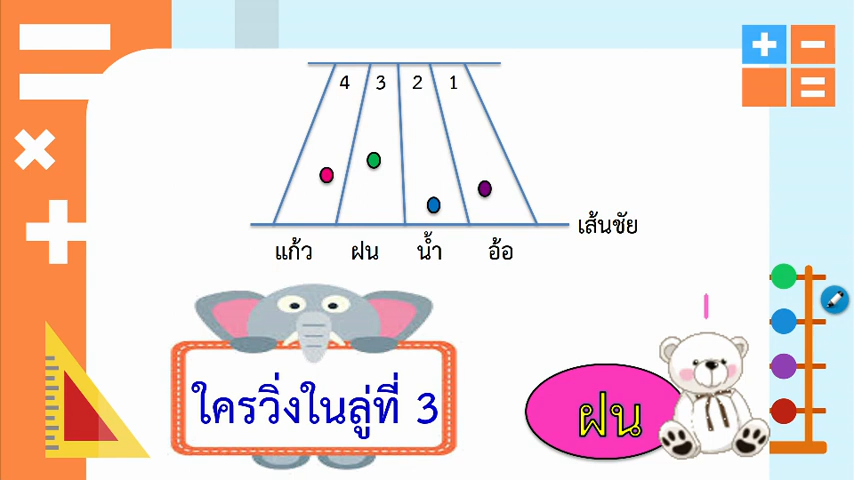 4 3 2 1
เส้นชัย
แก้ว ฝน น้ำ อ้อ
ใครวิ่งในลู่ที่ 3
ฝน